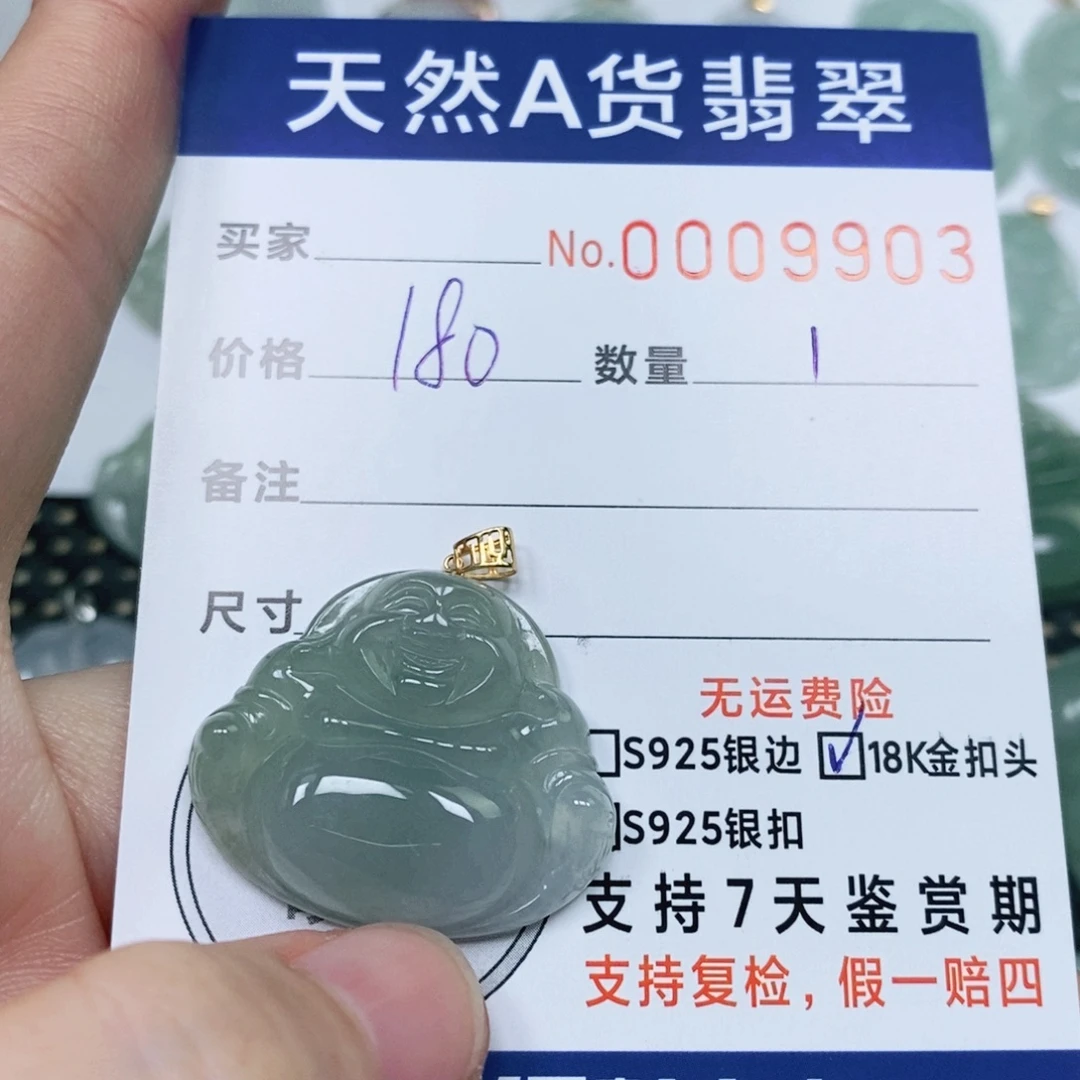 天然A货翡翠
买家 No.0009903
价格 180 数量 1
备注
尺寸
无运费险
S925银边 ✓18K金扣头
S925银扣
支持7天鉴赏期
支持复检，假一赔四